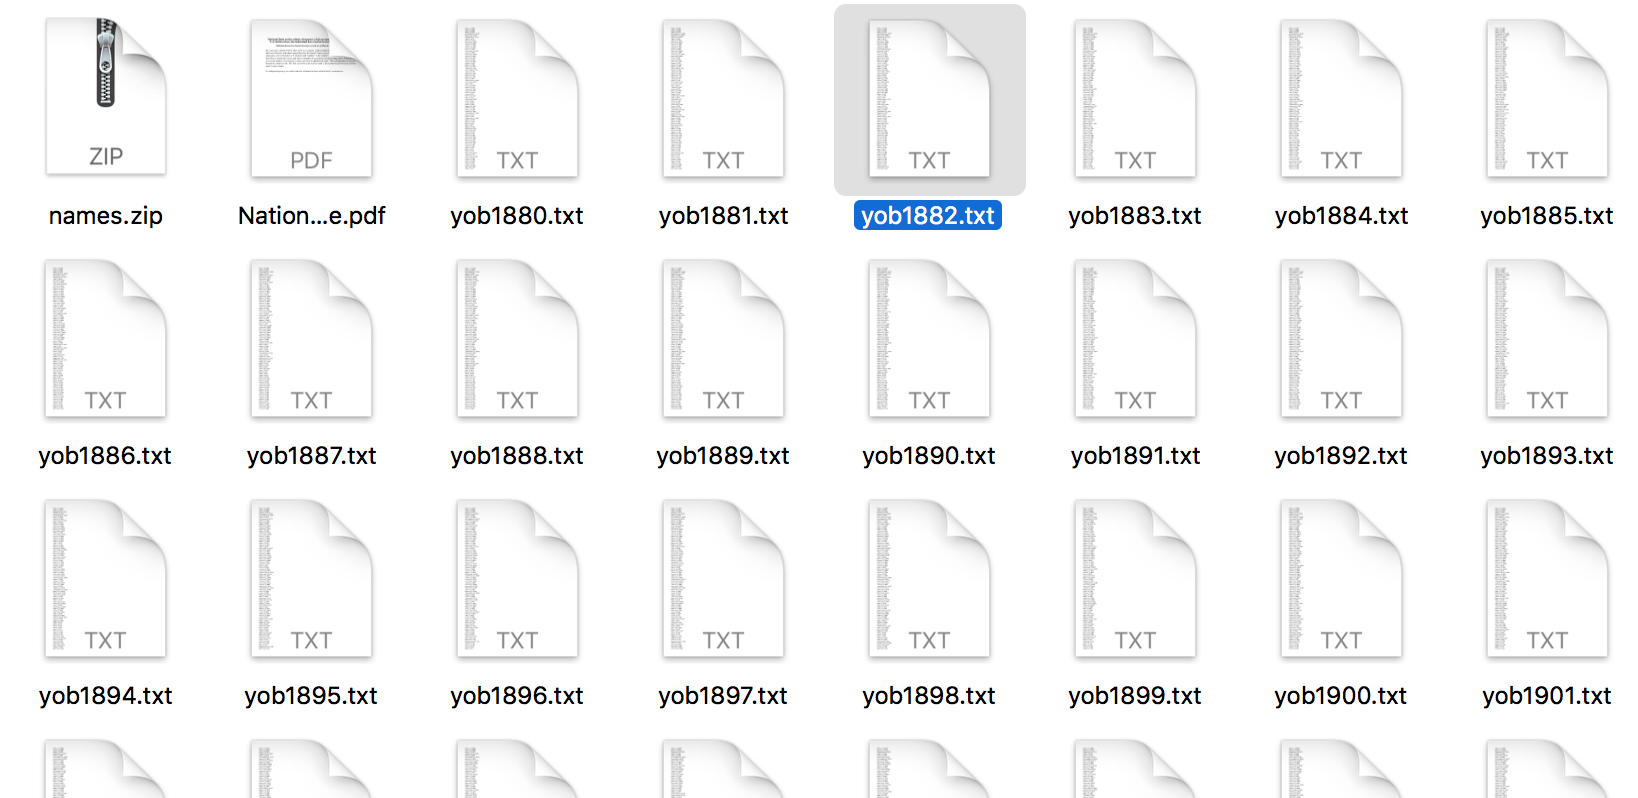 ZIP PDF TXT TXT TXT TXT TXT TXT
names.zip Nation...e.pdf yob1880.txt yob1881.txt yob1882.txt yob1883.txt yob1884.txt yob1885.txt
TXT TXT TXT TXT TXT TXT TXT TXT
yob1886.txt yob1887.txt yob1888.txt yob1889.txt yob1890.txt yob1891.txt yob1892.txt yob1893.txt
TXT TXT TXT TXT TXT TXT TXT TXT
yob1894.txt yob1895.txt yob1896.txt yob1897.txt yob1898.txt yob1899.txt yob1900.txt yob1901.txt